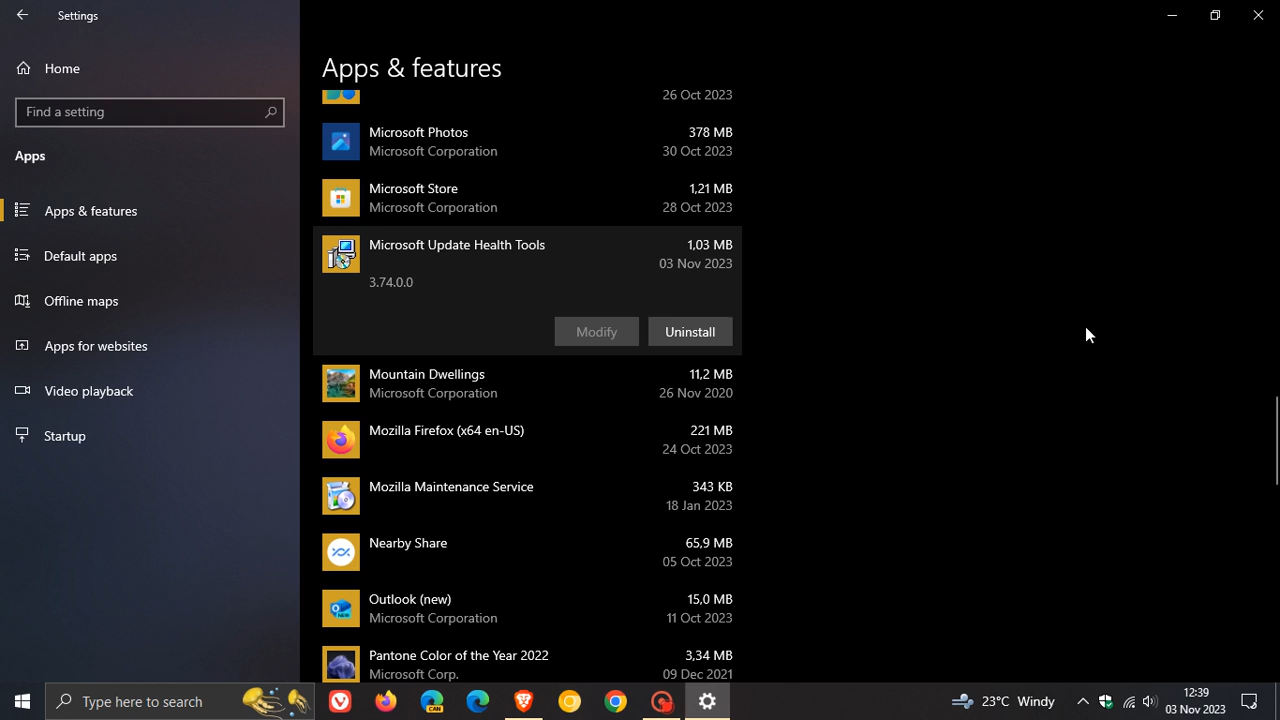 Settings
Home
Find a setting
Apps
Apps & features
Default apps
Offline maps
Apps for websites
Video playback
Startup
Apps & features
26 Oct 2023
Microsoft Photos 378 MB
Microsoft Corporation 30 Oct 2023
Microsoft Store 1,21 MB
Microsoft Corporation 28 Oct 2023
Microsoft Update Health Tools 1,03 MB
03 Nov 2023
3.74.0.0
Modify Uninstall
Mountain Dwellings 11,2 MB
Microsoft Corporation 26 Nov 2020
Mozilla Firefox (x64 en-US) 221 MB
24 Oct 2023
Mozilla Maintenance Service 343 KB
18 Jan 2023
Nearby Share 65,9 MB
05 Oct 2023
Outlook (new) 15,0 MB
Microsoft Corporation 11 Oct 2023
Pantone Color of the Year 2022 3,34 MB
Microsoft Corp. 09 Dec 2021
Type here to search
CAN
23°C Windy
12:39
03 Nov 2023